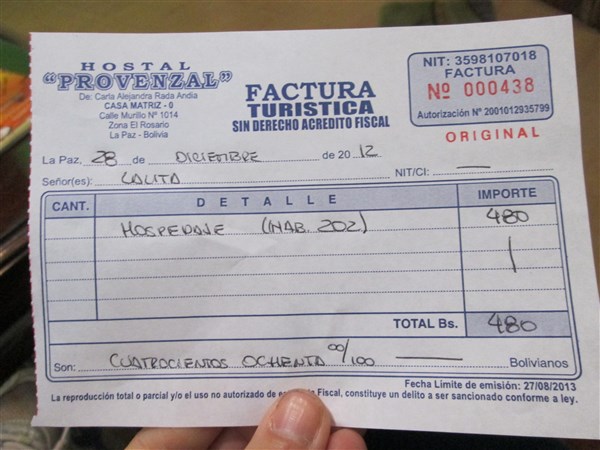 HOSTAL
"PROVENZAL"
De: Carla Alejandra Rada Andia
CASA MATRIZ - 0
Calle Murillo Nº 1014
Zona El Rosario
La Paz - Bolivia
FACTURA
TURISTICA
SIN DERECHO ACREDITO FISCAL
NIT: 3598107018
FACTURA
Nº 000438
Autorización Nº 2001012935799
ORIGINAL
La Paz, 28 de DICIEMBRE de 2012
Señor(es): LALITA NIT/CI: —
CANT. DETALLE IMPORTE
HOSPEDAJE (HAB. 202) 480
TOTAL Bs. 480
Son: CUATROCIENTOS OCHENTA 00/100 — Bolivianos
Fecha Limite de emisión: 27/08/2013
La reproducción total o parcial y/o el uso no autorizado de Fiscal, constituye un delito a ser sancionado conforme a ley.